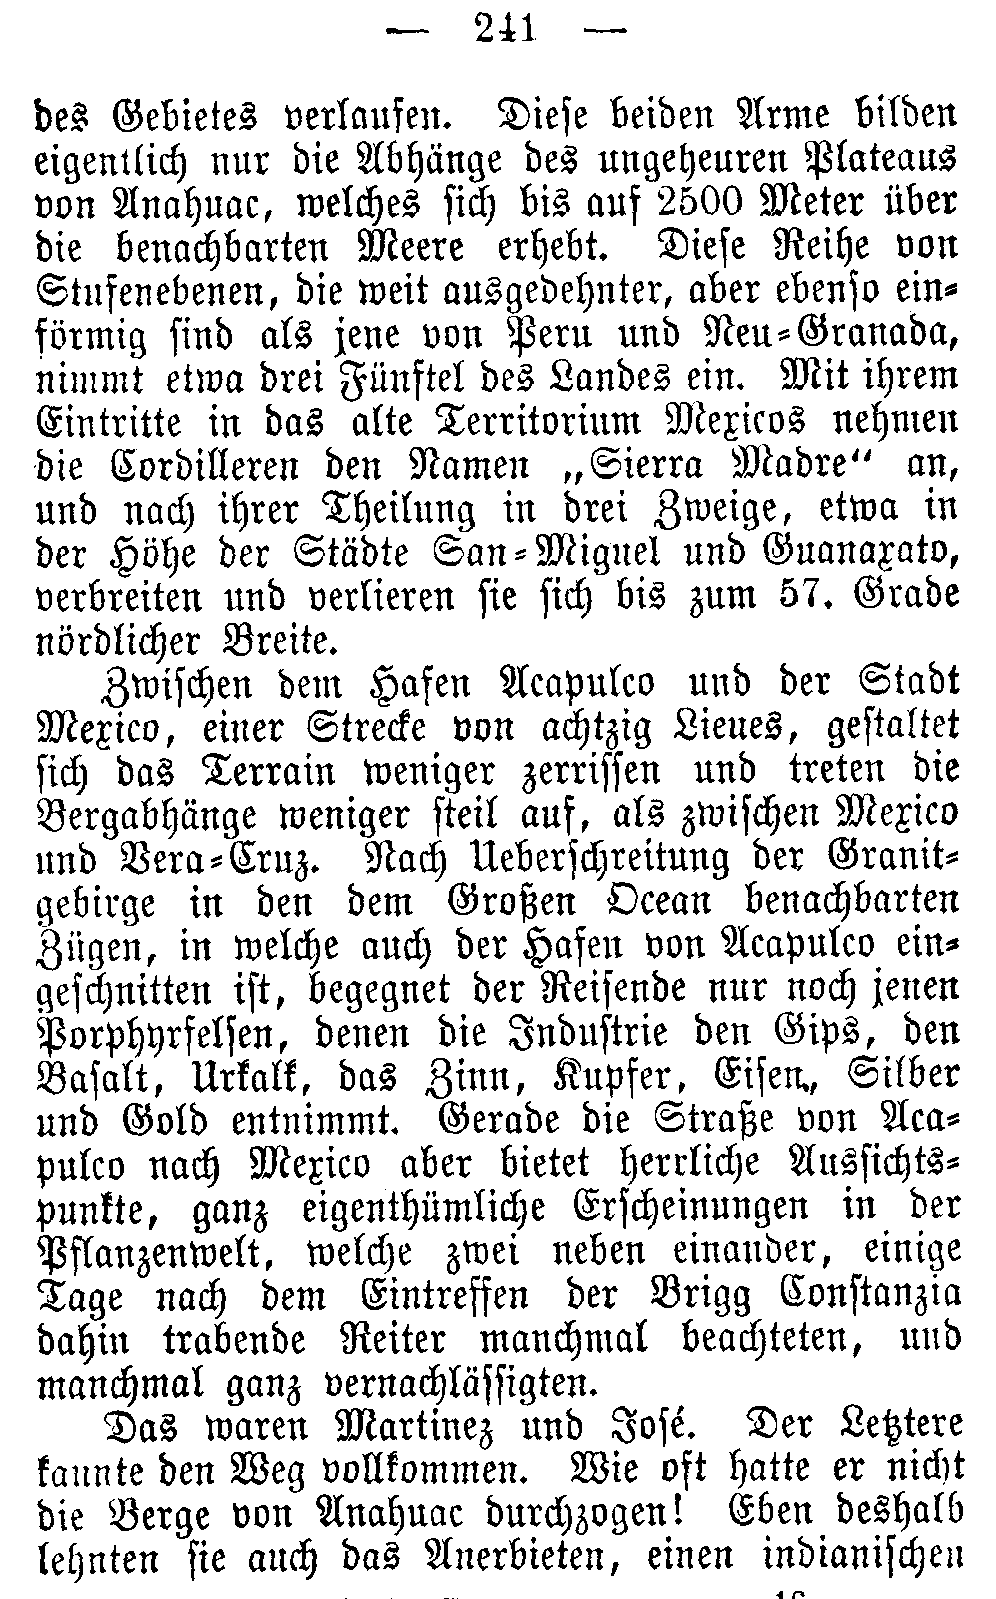 — 241 —
des Gebietes verlaufen. Diese beiden Arme bilden
eigentlich nur die Abhänge des ungeheuren Plateaus
von Anahuac, welches sich bis auf 2500 Meter über
die benachbarten Meere erhebt. Diese Reihe von
Stufenebenen, die weit ausgedehnter, aber ebenso ein-
förmig sind als jene von Peru und Neu-Granada,
nimmt etwa drei Fünftel des Landes ein. Mit ihrem
Eintritte in das alte Territorium Mexicos nehmen
die Cordilleren den Namen „Sierra Madre“ an,
und nach ihrer Theilung in drei Zweige, etwa in
der Höhe der Städte San-Miguel und Guanaxato,
verbreiten und verlieren sie sich bis zum 57. Grade
nördlicher Breite.
Zwischen dem Hafen Acapulco und der Stadt
Mexico, einer Strecke von achtzig Lieues, gestaltet
sich das Terrain weniger zerrissen und treten die
Bergabhänge weniger steil auf, als zwischen Mexico
und Vera-Cruz. Nach Ueberschreitung der Granit-
gebirge in den dem Großen Ocean benachbarten
Zügen, in welche auch der Hafen von Acapulco ein-
geschnitten ist, begegnet der Reisende nur noch jenen
Porphyrfelsen, denen die Industrie den Gips, den
Basalt, Urkalk, das Zinn, Kupfer, Eisen, Silber
und Gold entnimmt. Gerade die Straße von Aca-
pulco nach Mexico aber bietet herrliche Aussichts-
punkte, ganz eigenthümliche Erscheinungen in der
Pflanzenwelt, welche zwei neben einander, einige
Tage nach dem Eintreffen der Brigg Constanzia
dahin trabende Reiter manchmal beachteten, und
manchmal ganz vernachlässigten.
Das waren Martinez und José. Der Letztere
kannte den Weg vollkommen. Wie oft hatte er nicht
die Berge von Anahuac durchzogen! Eben deshalb
lehnten sie auch das Anerbieten, einen indianischen